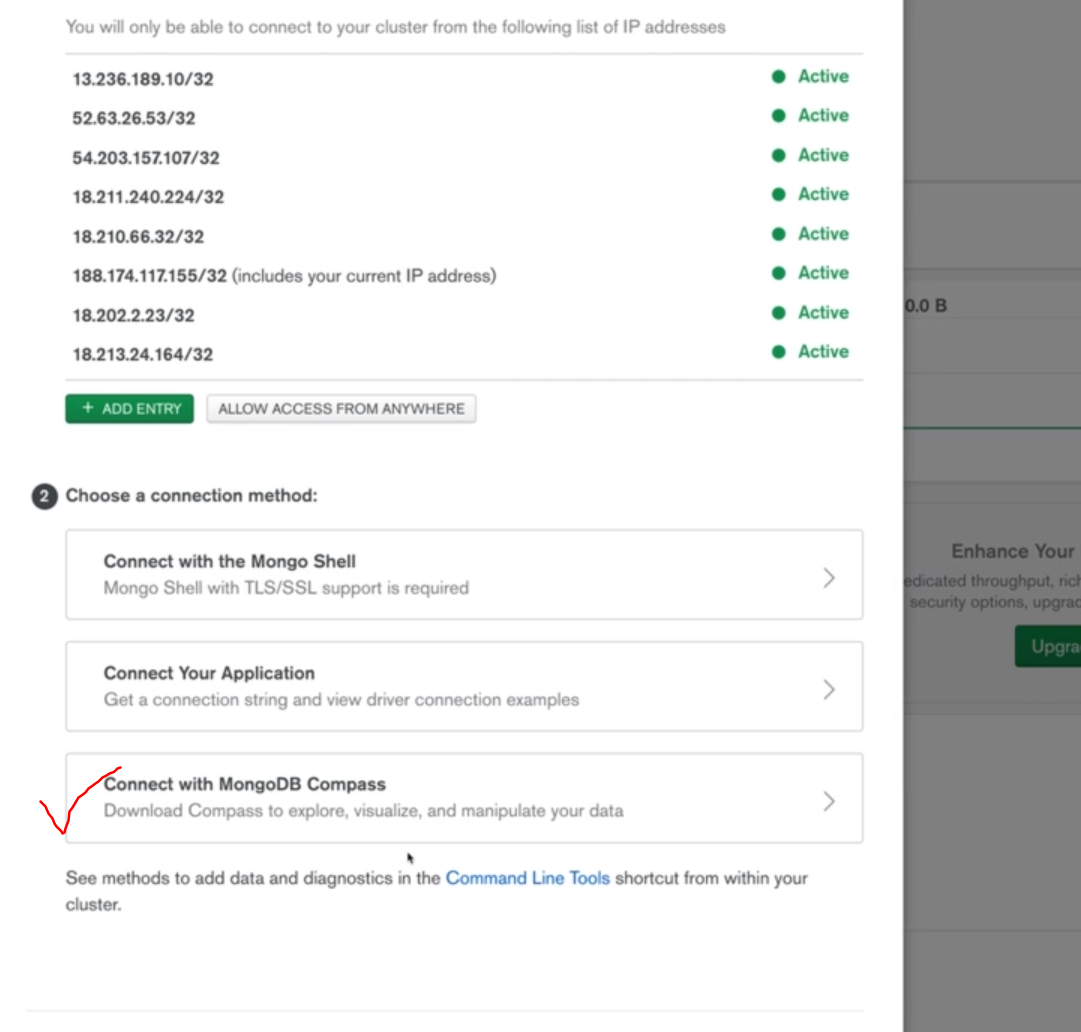 You will only be able to connect to your cluster from the following list of IP addresses
13.236.189.10/32 Active
52.63.26.53/32 Active
54.203.157.107/32 Active
18.211.240.224/32 Active
18.210.66.32/32 Active
188.174.117.155/32 (includes your current IP address) Active
18.202.2.23/32 Active
18.213.24.164/32 Active
+ ADD ENTRY ALLOW ACCESS FROM ANYWHERE
2 Choose a connection method:
Connect with the Mongo Shell
Mongo Shell with TLS/SSL support is required
Connect Your Application
Get a connection string and view driver connection examples
Connect with MongoDB Compass
Download Compass to explore, visualize, and manipulate your data
See methods to add data and diagnostics in the Command Line Tools shortcut from within your
cluster.
0.0 B
Enhance Your
edicated throughput, rich
security options, upgrad
Upgra